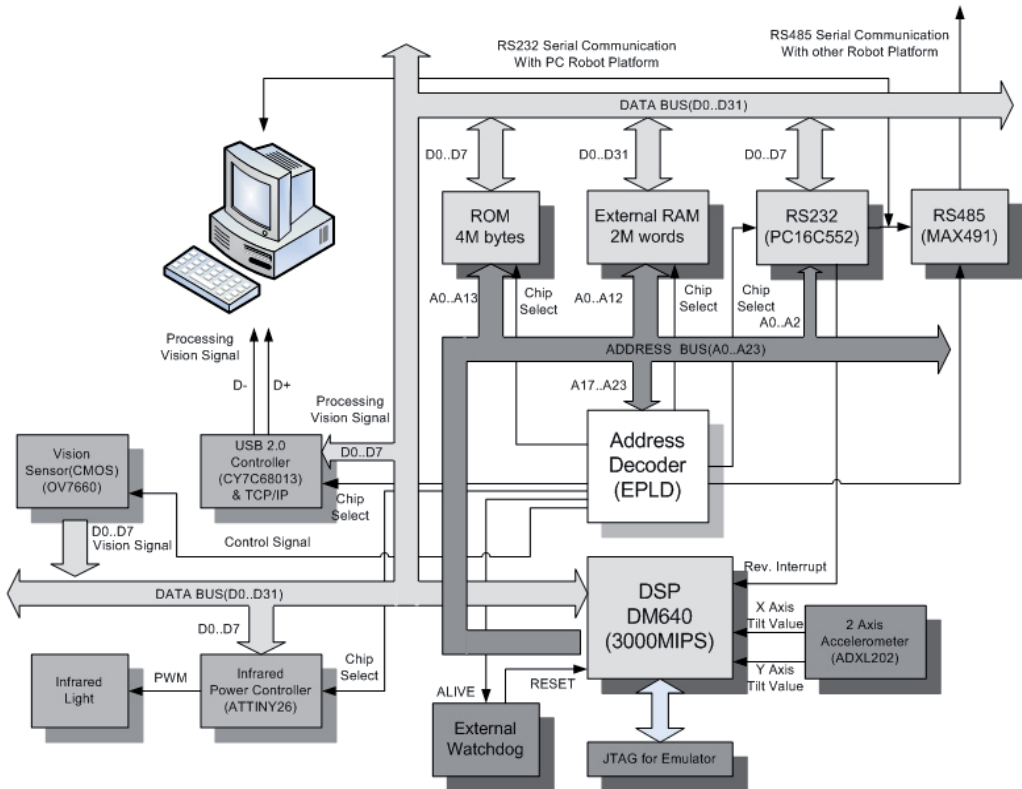 RS232 Serial Communication
With PC Robot Platform
RS485 Serial Communication
With other Robot Platform
DATA BUS(D0..D31)
D0..D7
D0..D31
D0..D7
ROM
4M bytes
External RAM
2M words
RS232
(PC16C552)
RS485
(MAX491)
A0..A13
Chip
Select
A0..A12
Chip
Select
Chip
Select
A0..A2
ADDRESS BUS(A0..A23)
Processing
Vision Signal
D-
D+
A17..A23
Processing
Vision Signal
Vision
Sensor(CMOS)
(OV7660)
USB 2.0
Controller
(CY7C68013)
& TCP/IP
D0..D7
Address
Decoder
(EPLD)
Chip
Select
D0..D7
Vision Signal
Control Signal
DATA BUS(D0..D31)
DSP
DM640
(3000MIPS)
Rev. Interrupt
X Axis
Tilt Value
2 Axis
Accelerometer
(ADXL202)
Y Axis
Tilt Value
D0..D7
Infrared
Light
PWM
Infrared
Power Controller
(ATTINY26)
Chip
Select
ALIVE
RESET
External
Watchdog
JTAG for Emulator